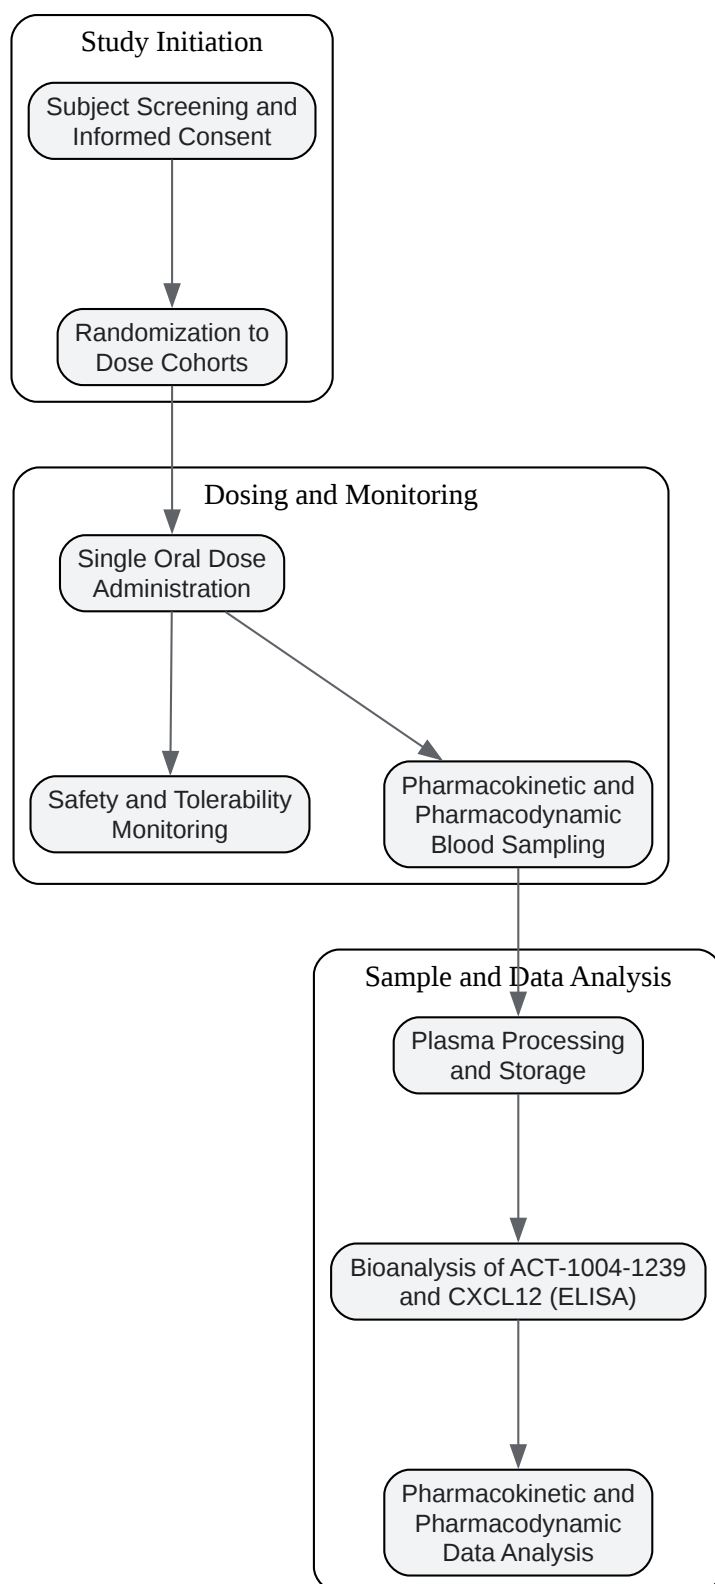 Study Initiation
Subject Screening and
Informed Consent
Randomization to
Dose Cohorts
Dosing and Monitoring
Single Oral Dose
Administration
Safety and Tolerability
Monitoring
Pharmacokinetic and
Pharmacodynamic
Blood Sampling
Sample and Data Analysis
Plasma Processing
and Storage
Bioanalysis of ACT-1004-1239
and CXCL12 (ELISA)
Pharmacokinetic and
Pharmacodynamic
Data Analysis